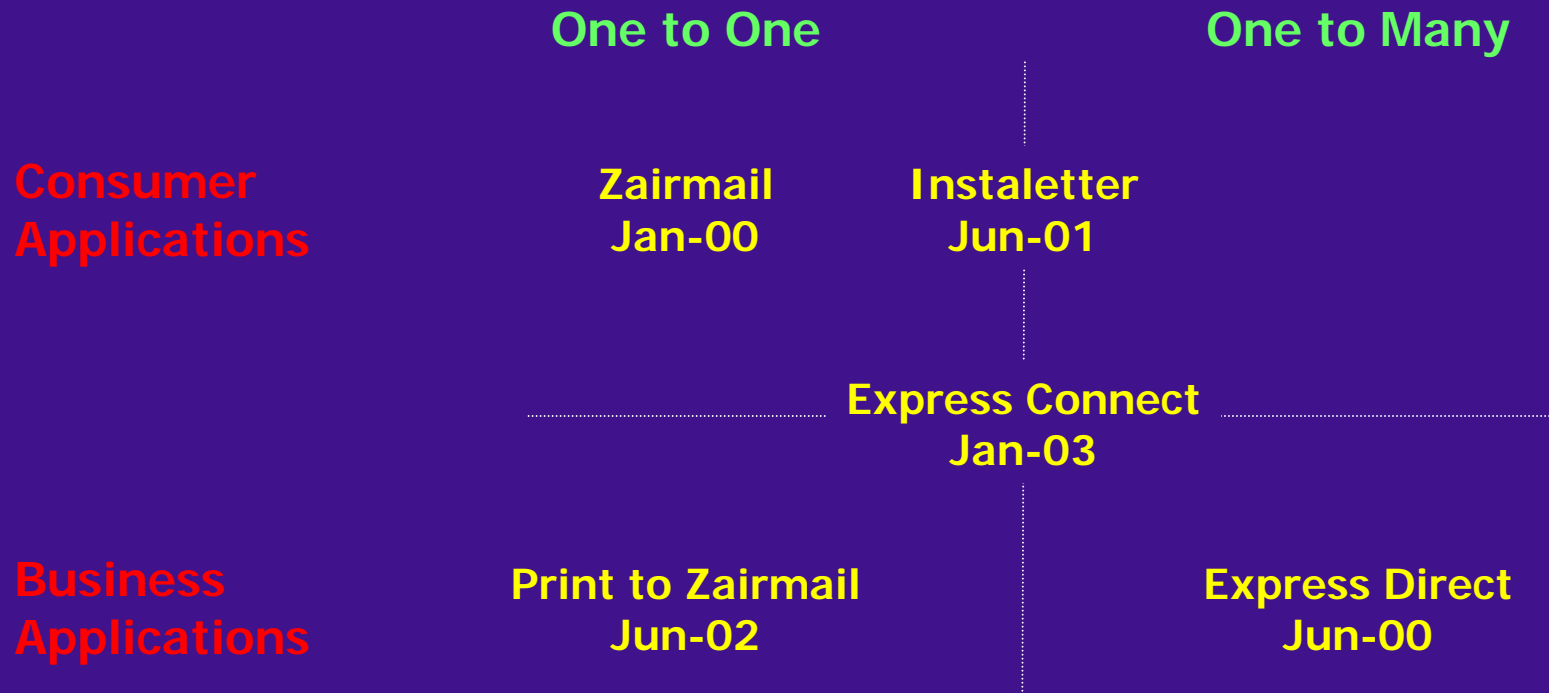 One to One One to Many
Consumer
Applications
Zairmail
Jan-00
Instaletter
Jun-01
Express Connect
Jan-03
Business
Applications
Print to Zairmail
Jun-02
Express Direct
Jun-00